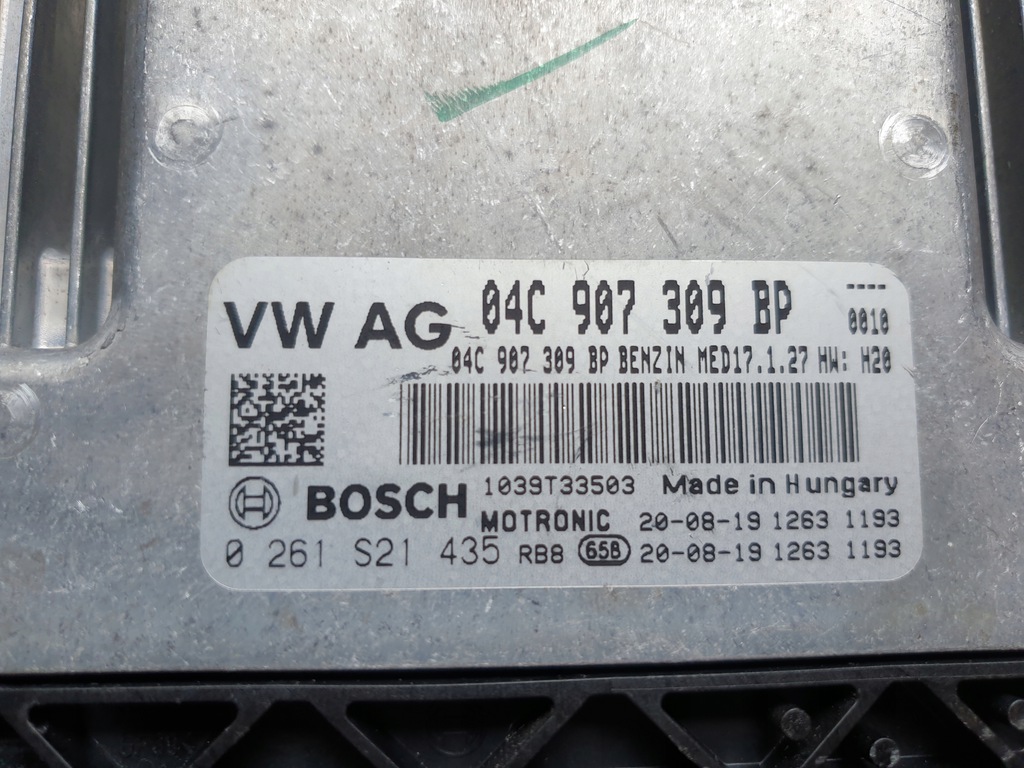 VW AG 04C 907 309 BP ----
0010
04C 907 309 BP BENZIN MED17.1.27 HW: H20
BOSCH 1039T33503 Made in Hungary
MOTRONIC 20-08-19 1263 1193
0 261 S21 435 RB8 658 20-08-19 1263 1193